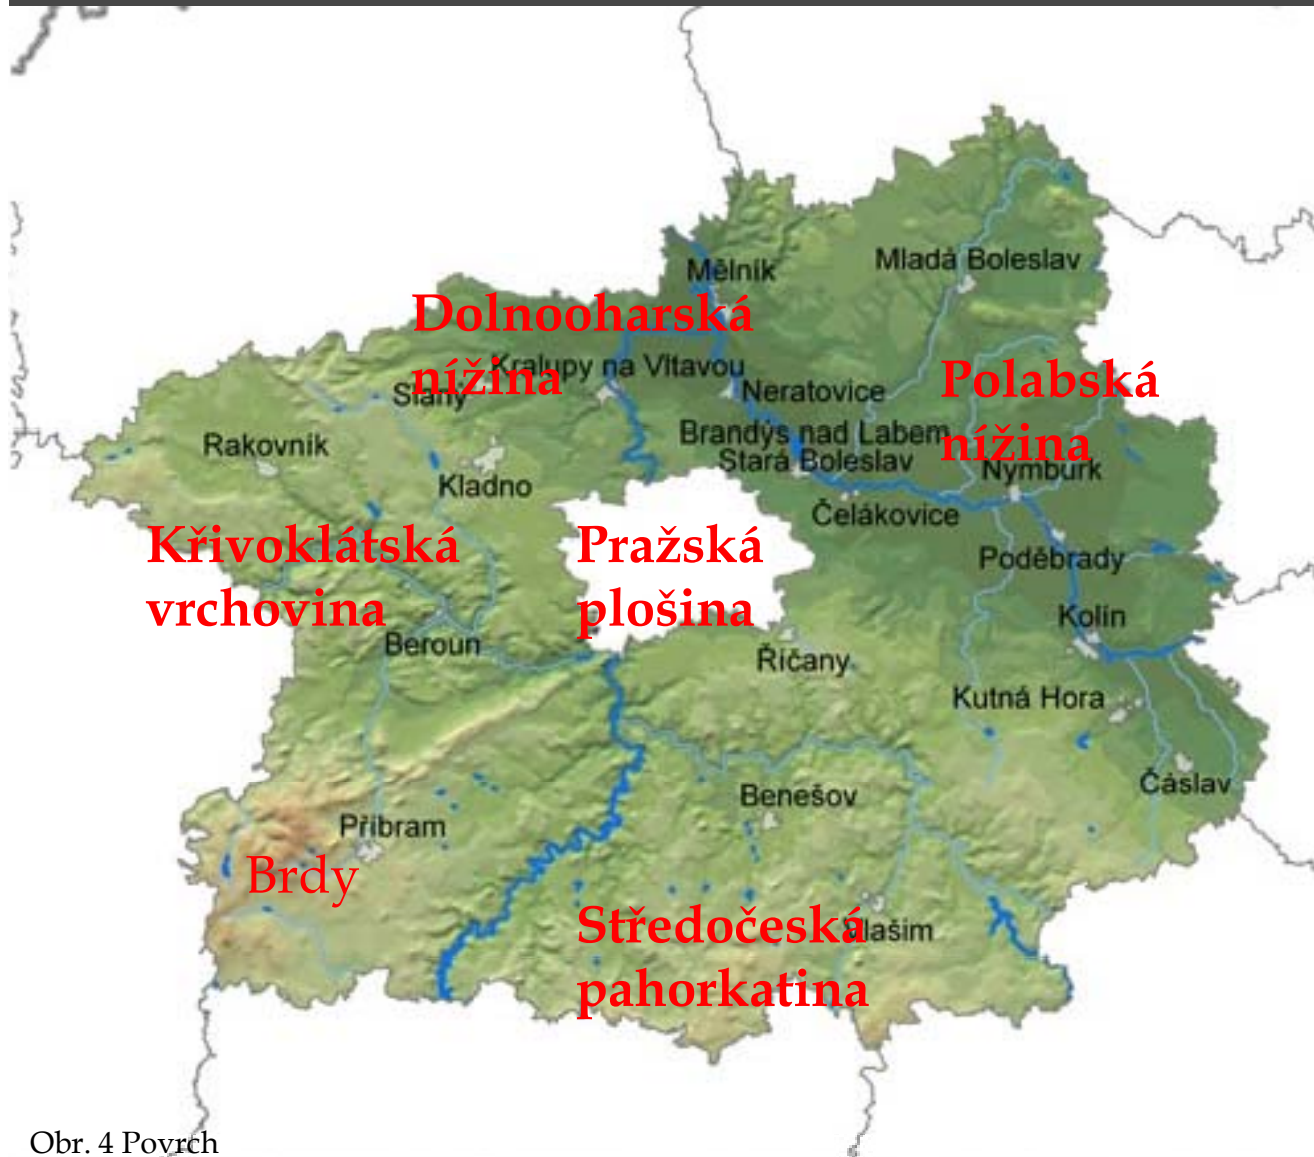 Mělník
Mladá Boleslav
Dolnooharská
nížina
Kralupy na Vltavou
Slaný
Neratovice
Polabská
nížina
Brandýs nad Labem
Stará Boleslav
Nymburk
Rakovník
Kladno
Čelákovice
Křivoklátská
vrchovina
Pražská
plošina
Poděbrady
Kolín
Beroun
Říčany
Kutná Hora
Čáslav
Benešov
Příbram
Brdy
Středočeská
pahorkatina
Vlašim
Obr. 4 Povrch